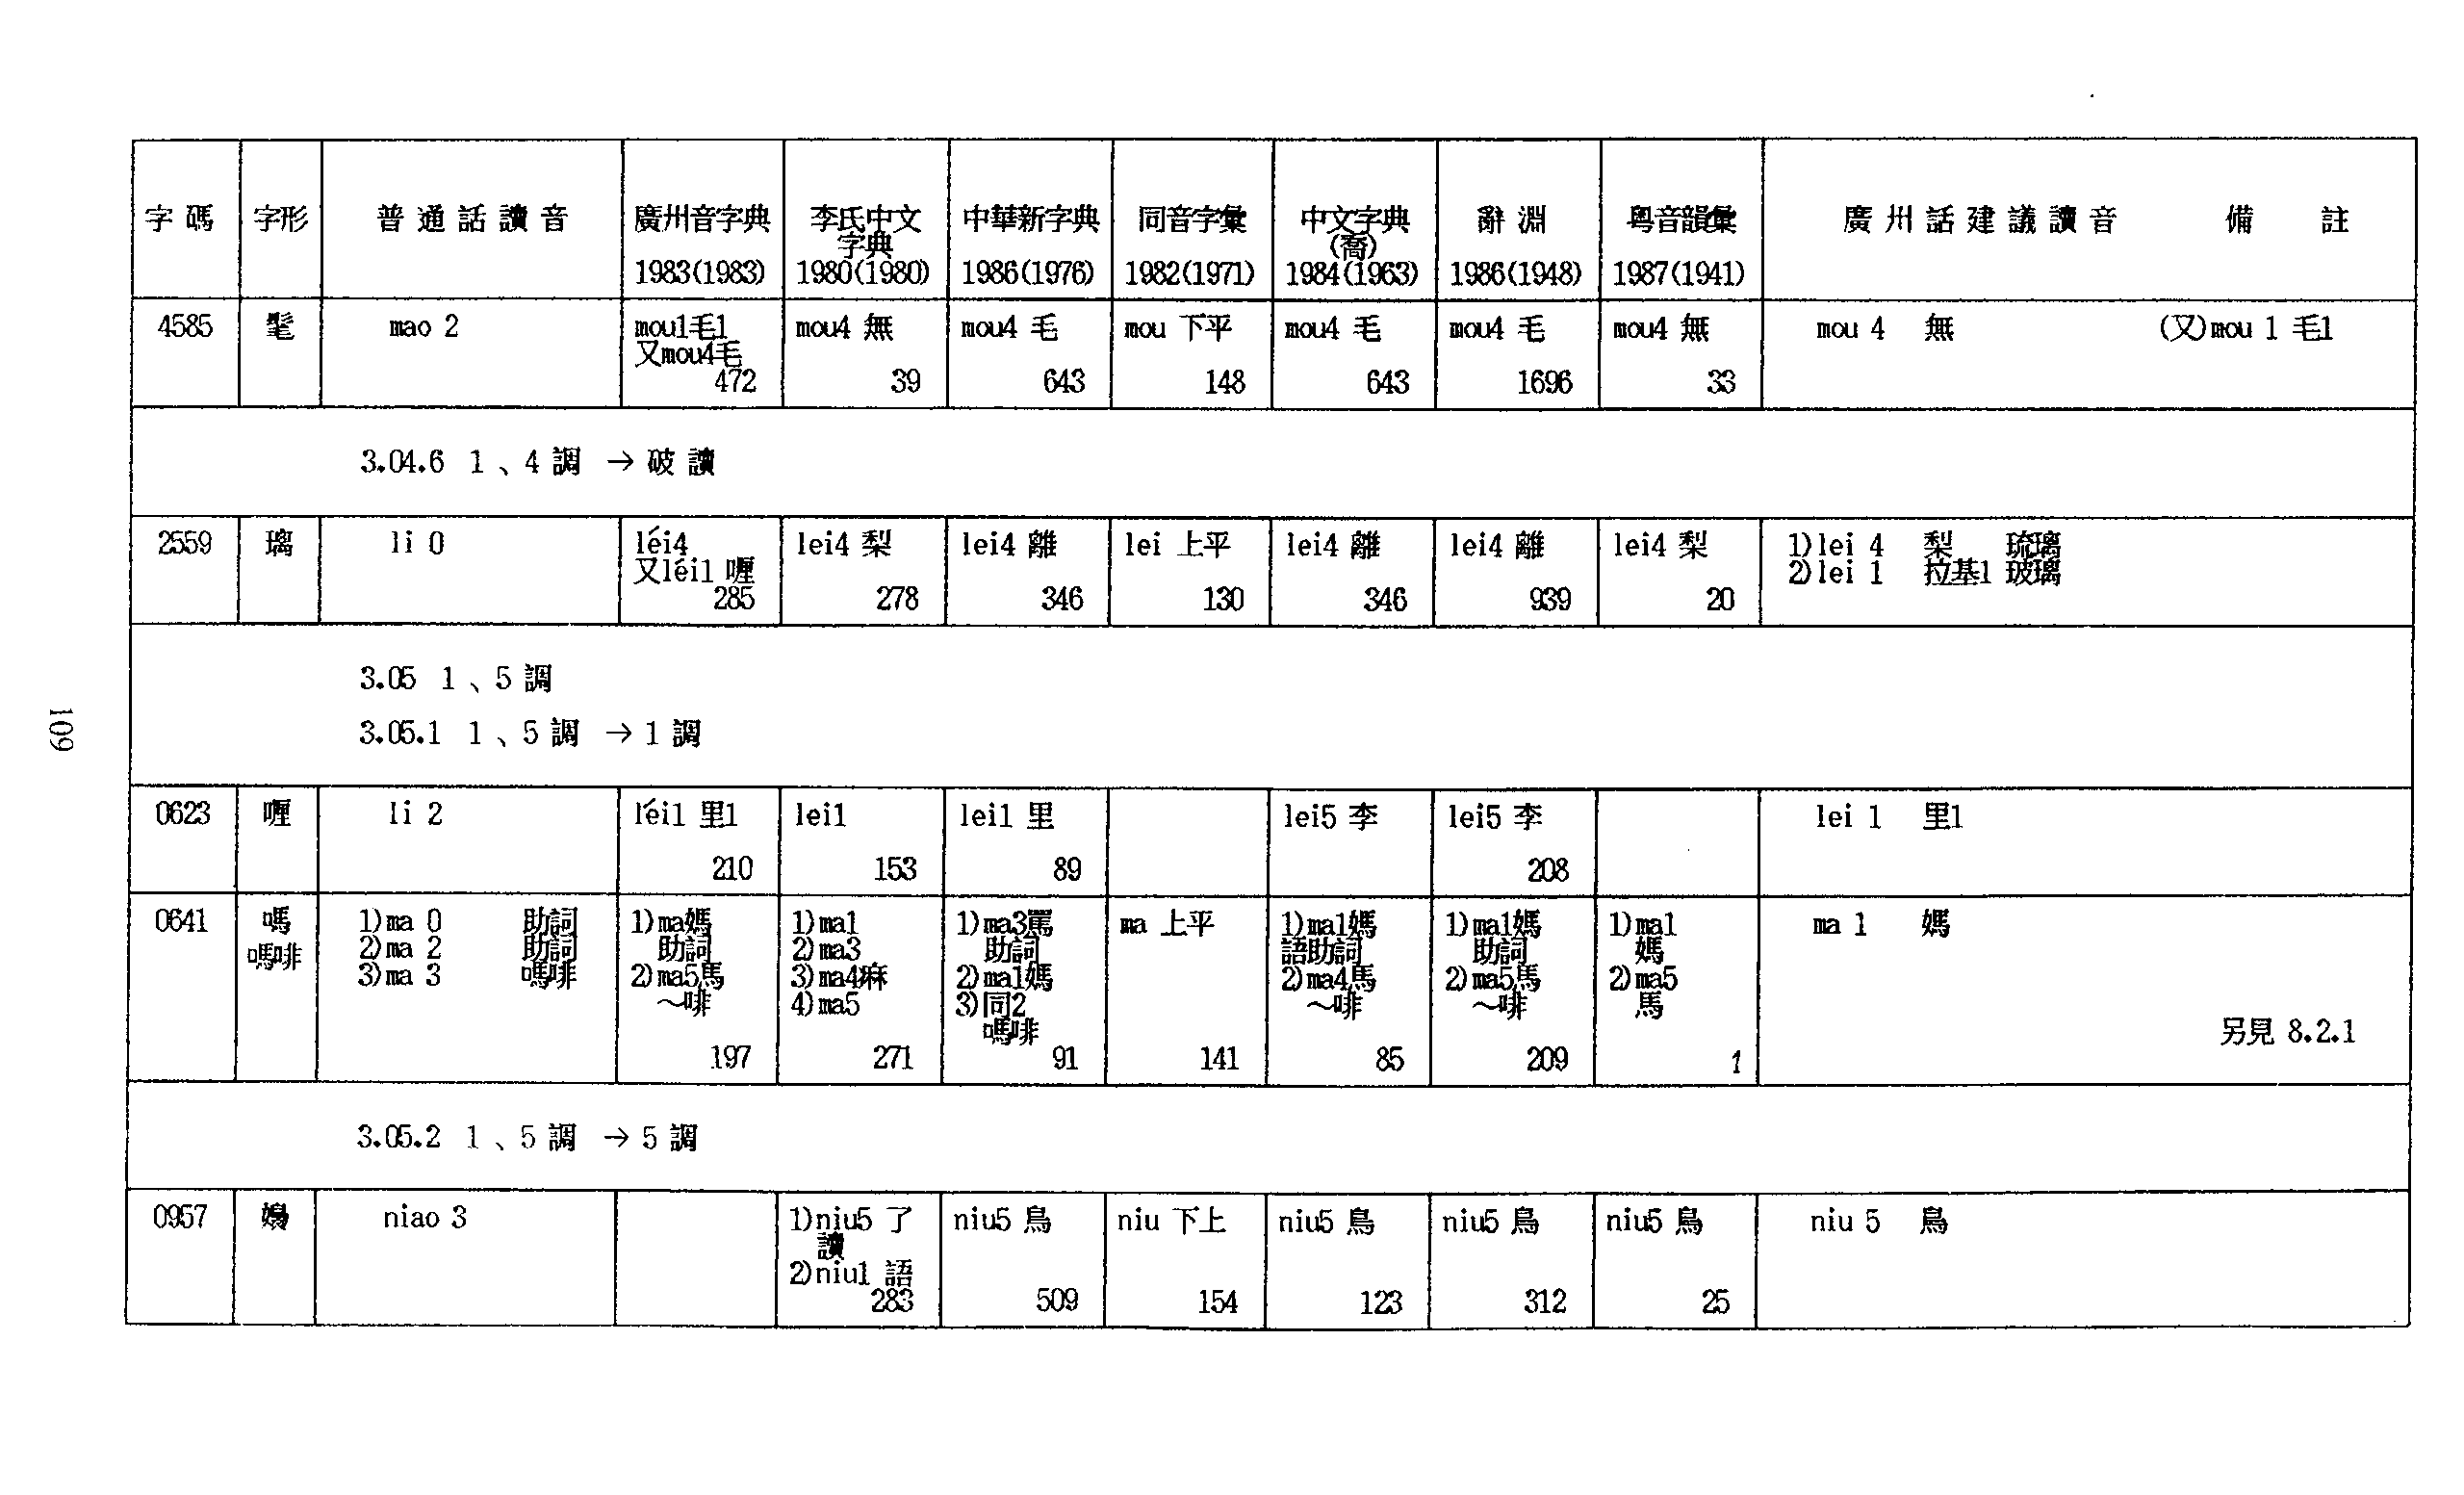 字碼 字形 普通話讀音 廣州音字典 1983(1983) 李氏中文字典 1980(1980) 中華新字典 1986(1976) 同音字彙 1982(1971) 中文字典(喬) 1984(1963) 辭淵 1986(1948) 粵音韻彙 1987(1941) 廣州話建議讀音 備註
4585 髦 mao 2 mou1毛1 又mou4毛 472 mou4 無 39 mou4 毛 643 mou 下平 148 mou4 毛 643 mou4 毛 1696 mou4 無 33 mou 4 無 (又)mou 1 毛1
3.04.6 1、4調 → 破讀
2559 璃 li 0 léi4 又léi1 喱 285 lei4 梨 278 lei4 離 346 lei 上平 130 lei4 離 346 lei4 離 939 lei4 梨 20 1)lei 4 梨 琉璃 2)lei 1 拉基1 玻璃
3.05 1、5調
3.05.1 1、5調 → 1調
0623 喱 li 2 léi1 里1 210 lei1 153 lei1 里 89 lei5 李 lei5 李 208 lei 1 里1
0641 嗎 嗎啡 1)ma 0 助詞 2)ma 2 助詞 3)ma 3 嗎啡 1)ma媽 助詞 2)ma5馬 ～啡 197 1)ma1 2)ma3 3)ma4麻 4)ma5 271 1)ma3罵 助詞 2)ma1媽 3)同2 嗎啡 91 ma 上平 141 1)ma1媽 語助詞 2)ma4馬 ～啡 85 1)ma1媽 助詞 2)ma5馬 ～啡 209 1)ma1 媽 2)ma5 馬 1 ma 1 媽 另見 8.2.1
3.05.2 1、5調 → 5調
0957 嬝 niao 3 1)niu5 了 讀 2)niu1 語 283 niu5 鳥 509 niu 下上 154 niu5 鳥 123 niu5 鳥 312 niu5 鳥 25 niu 5 鳥
109